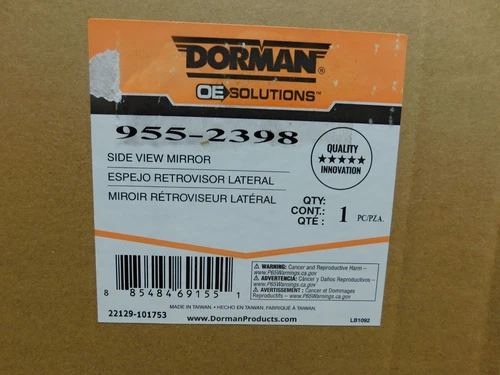 DORMAN®
OE SOLUTIONS™
955-2398
SIDE VIEW MIRROR
ESPEJO RETROVISOR LATERAL
MIROIR RÉTROVISEUR LATÉRAL
QUALITY
★★★★★
INNOVATION
QTY:
CONT.: 1 PC/PZA.
QTÉ :
WARNING: Cancer and Reproductive Harm –
www.P65Warnings.ca.gov
ADVERTENCIA: Cáncer y Daños Reproductivos –
www.P65Warnings.ca.gov
AVERTISSEMENT : Cancer et Dommages
Reproductifs – www.P65Warnings.ca.gov
8 85484 69155 1
MADE IN TAIWAN • HECHO EN TAIWAN, FABRIQUÉ À TAIWAN
22129-101753 www.DormanProducts.com LB1092